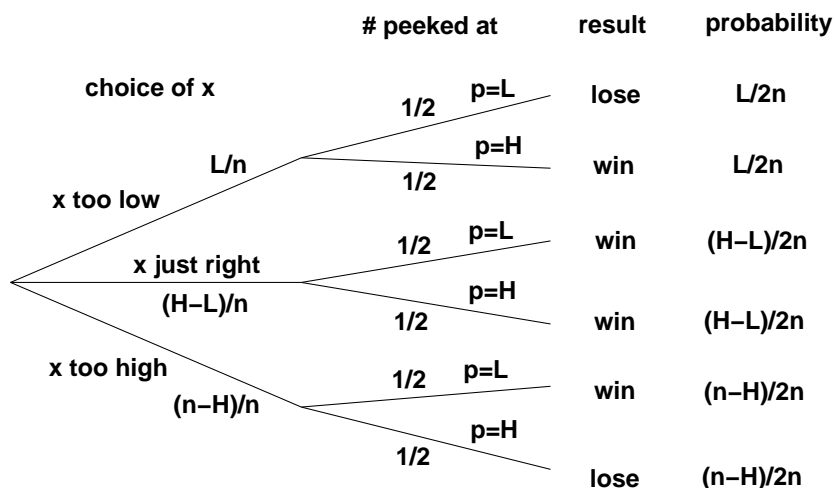 # peeked at result probability
choice of x
1/2 p=L lose L/2n
L/n
1/2 p=H win L/2n
x too low
1/2 p=L win (H−L)/2n
x just right
(H−L)/n
1/2 p=H win (H−L)/2n
x too high
(n−H)/n
1/2 p=L win (n−H)/2n
1/2 p=H lose (n−H)/2n